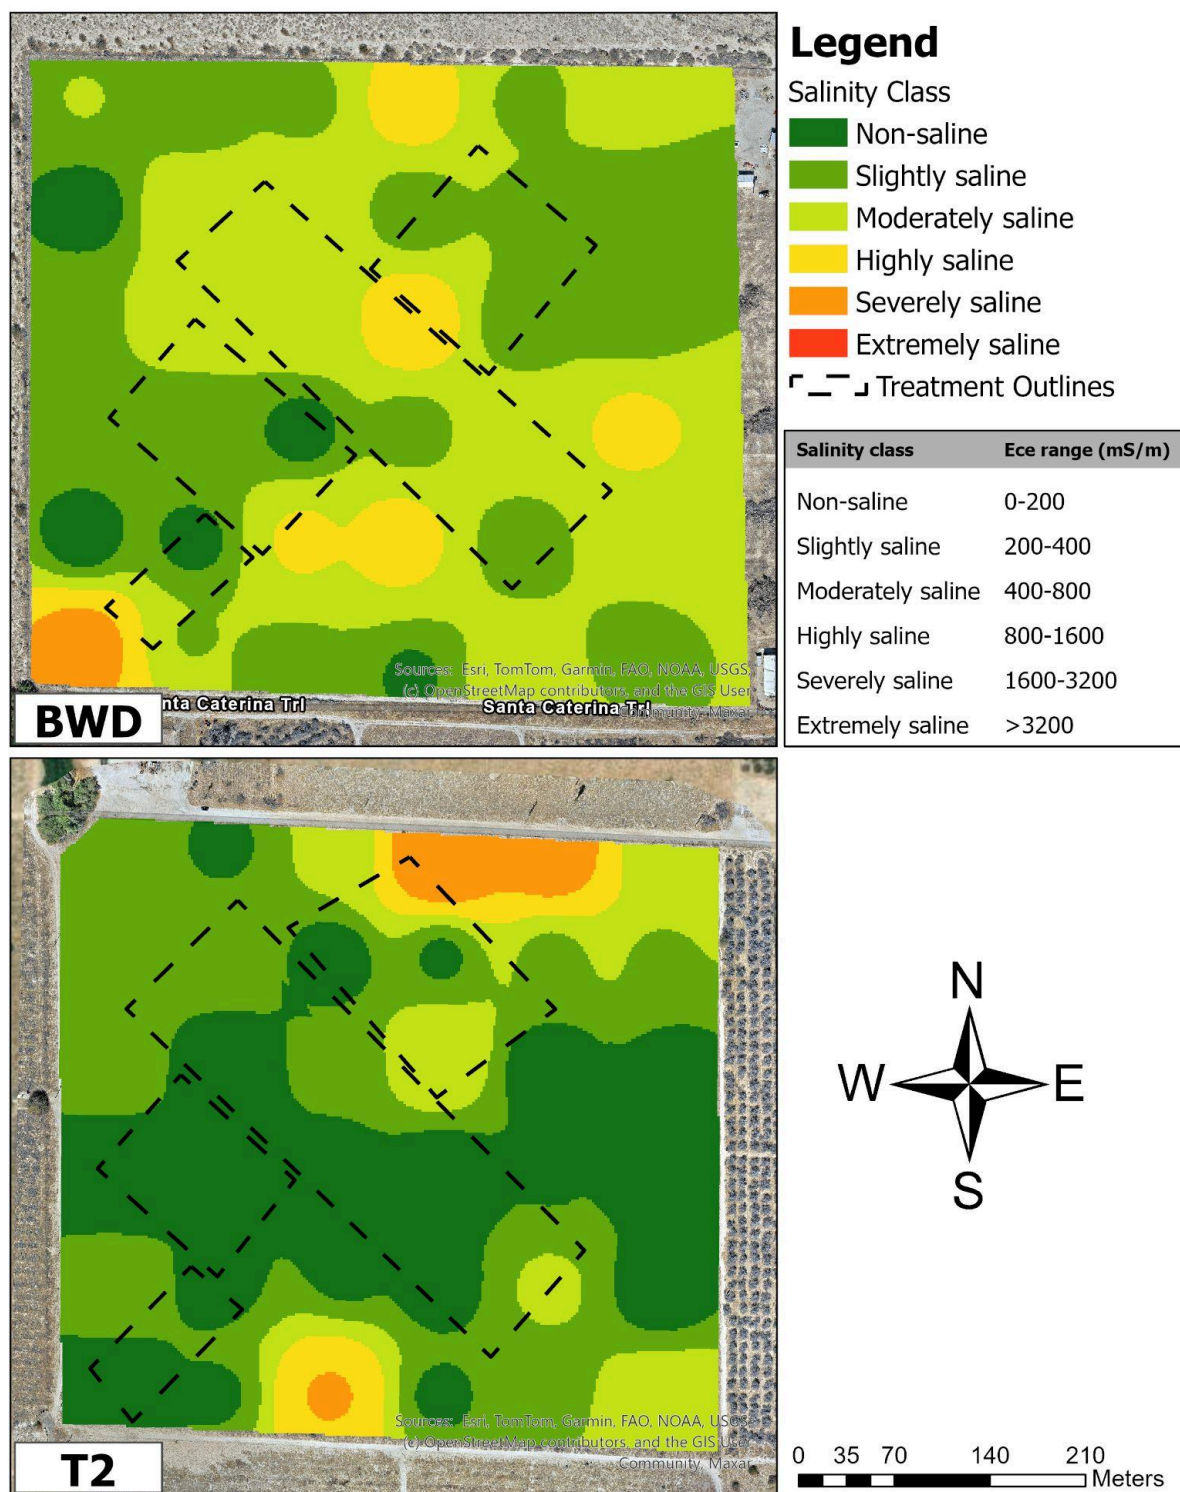 Legend
Salinity Class
Non-saline
Slightly saline
Moderately saline
Highly saline
Severely saline
Extremely saline
Treatment Outlines
Salinity class Ece range (mS/m)
Non-saline 0-200
Slightly saline 200-400
Moderately saline 400-800
Highly saline 800-1600
Severely saline 1600-3200
Extremely saline >3200
Sources: Esri, TomTom, Garmin, FAO, NOAA, USGS,
(c) OpenStreetMap contributors, and the GIS User
Community, Maxar
nta Caterina Trl
Santa Caterina Trl
BWD
Sources: Esri, TomTom, Garmin, FAO, NOAA, USGS,
(c) OpenStreetMap contributors, and the GIS User
Community, Maxar
T2
N
W E
S
0 35 70 140 210
Meters